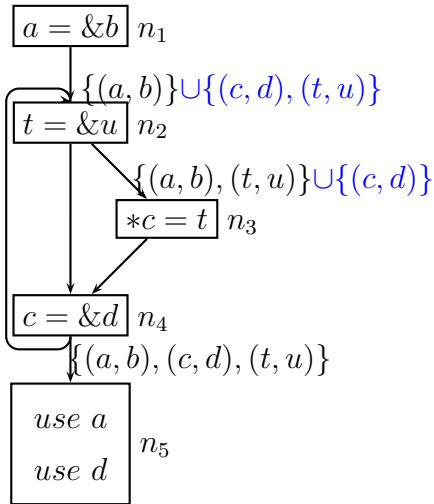 a = &b n₁
{(a, b)}∪{(c, d), (t, u)}
t = &u n₂
{(a, b), (t, u)}∪{(c, d)}
*c = t n₃
c = &d n₄
{(a, b), (c, d), (t, u)}
use a
use d
n₅